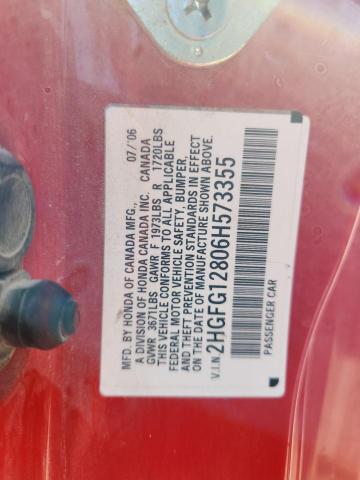 MFD. BY HONDA OF CANADA MFG., 07/'06
A DIVISION OF HONDA CANADA INC. CANADA
GVWR 3671LBS GAWR F 1973LBS R 1720LBS
THIS VEHICLE CONFORMS TO ALL APPLICABLE
FEDERAL MOTOR VEHICLE SAFETY, BUMPER,
AND THEFT PREVENTION STANDARDS IN EFFECT
ON THE DATE OF MANUFACTURE SHOWN ABOVE.
V.I.N. 2HGFG12806H573355
PASSENGER CAR